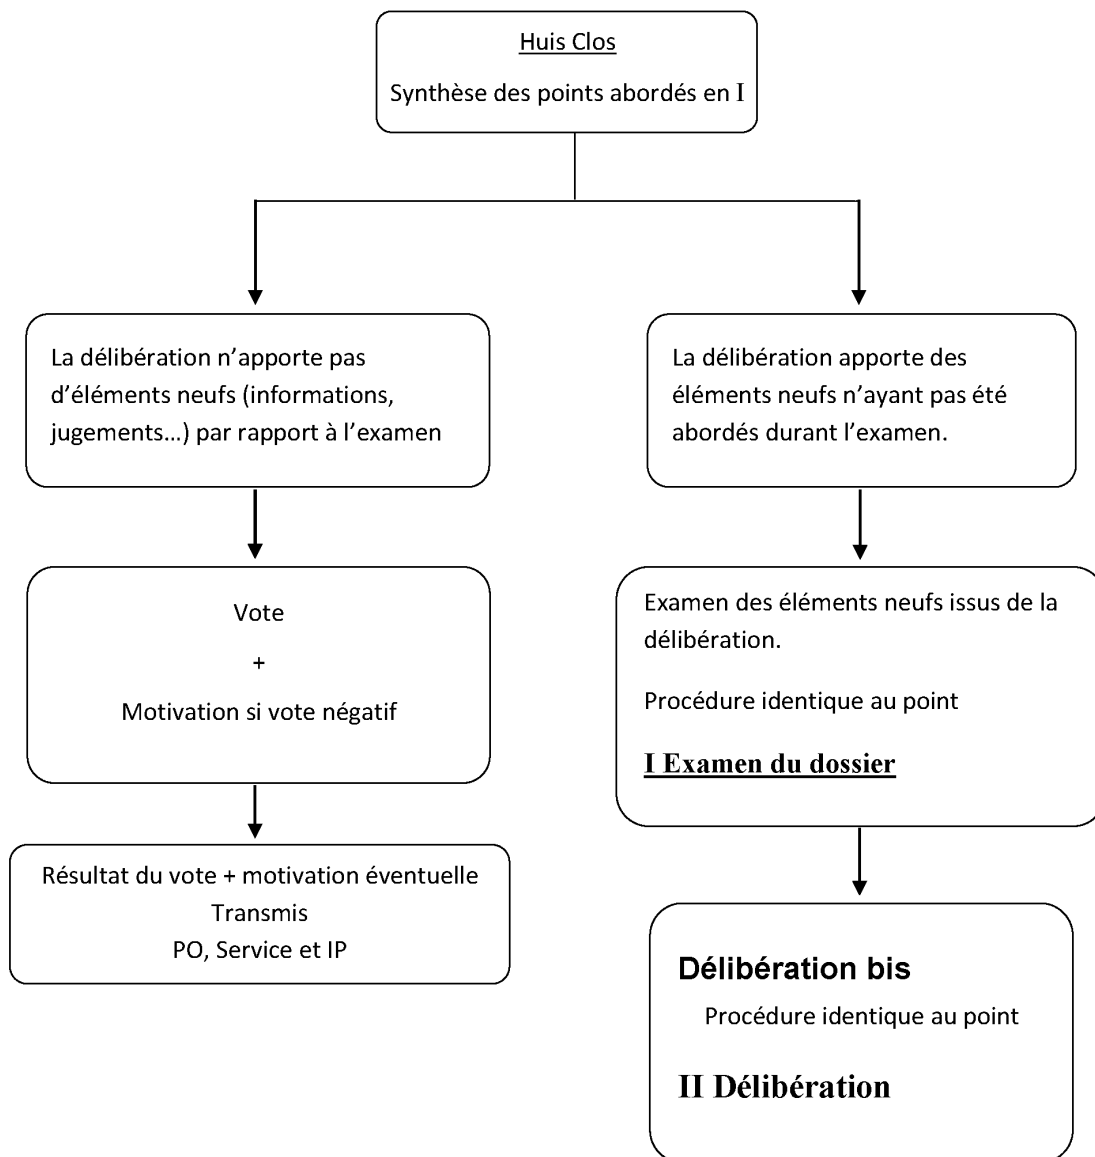 Huis Clos
Synthèse des points abordés en I
La délibération n’apporte pas
d’éléments neufs (informations,
jugements…) par rapport à l’examen
La délibération apporte des
éléments neufs n’ayant pas été
abordés durant l’examen.
Vote
+
Motivation si vote négatif
Examen des éléments neufs issus de la
délibération.
Procédure identique au point
I Examen du dossier
Résultat du vote + motivation éventuelle
Transmis
PO, Service et IP
Délibération bis
Procédure identique au point
II Délibération